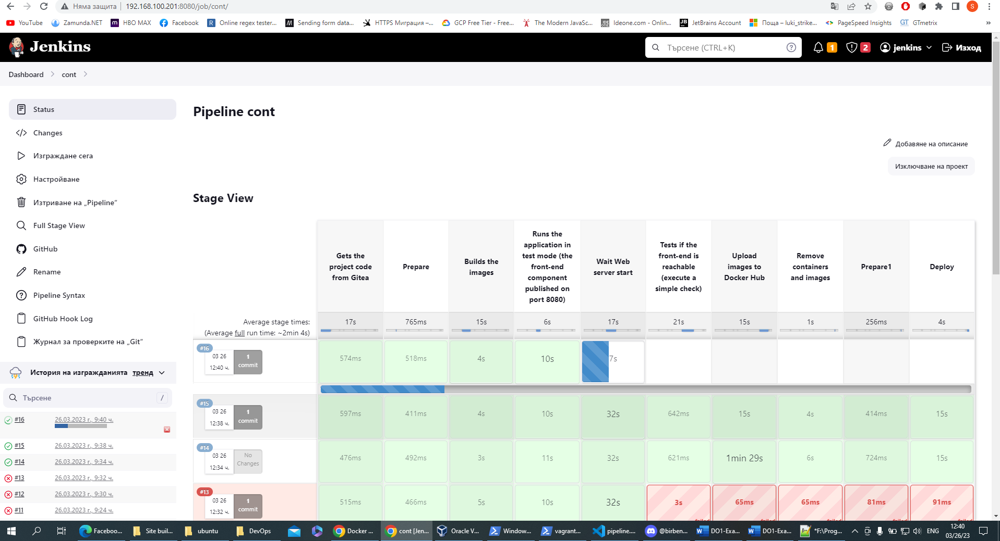 Няма защита
192.168.100.201:8080/job/cont/
S
YouTube
Zamunda.NET
HBO MAX
Facebook
Online regex tester...
Sending form data...
HTTPS Миграция –...
GCP Free Tier - Free...
The Modern JavaSc...
Ideone.com - Onlin...
JetBrains Account
Поща – luki_strike...
PageSpeed Insights
GTmetrix
»
Jenkins
Търсене (CTRL+K)
1
2
jenkins
Изход
Dashboard
cont
Status
Changes
Изграждане сега
Настройване
Изтриване на „Pipeline“
Full Stage View
GitHub
Rename
Pipeline Syntax
GitHub Hook Log
Журнал за проверките на „Git“
История на изгражданията тренд
Търсене
/
#16 26.03.2023 г., 9:40 ч.
#15 26.03.2023 г., 9:38 ч.
#14 26.03.2023 г., 9:34 ч.
#13 26.03.2023 г., 9:32 ч.
#12 26.03.2023 г., 9:30 ч.
#11 26.03.2023 г., 9:24 ч.
Pipeline cont
Добавяне на описание
Изключване на проект
Stage View
Gets the
project code
from Gitea
Prepare
Builds the
images
Runs the
application in
test mode (the
front-end
component
published on
port 8080)
Wait Web
server start
Tests if the
front-end is
reachable
(execute a
simple check)
Upload
images to
Docker Hub
Remove
containers
and images
Prepare1
Deploy
Average stage times:
(Average full run time: ~2min 4s)
17s
765ms
15s
6s
17s
21s
15s
1s
256ms
4s
#16
03 26
12:40 ч.
1
commit
574ms
518ms
4s
10s
7s
#15
03 26
12:38 ч.
1
commit
597ms
411ms
4s
10s
32s
642ms
15s
4s
414ms
15s
#14
03 26
12:34 ч.
No
Changes
476ms
492ms
3s
11s
32s
621ms
1min 29s
6s
724ms
15s
#13
03 26
12:32 ч.
1
commit
515ms
466ms
5s
10s
32s
3s
65ms
65ms
81ms
91ms
failed
failed
failed
failed
failed
Faceboo...
Site buil...
ubuntu
DevOps
Docker ...
cont [Jen...
Oracle V...
Window...
vagrant...
pipeline....
@birben...
DO1-Exa...
DO1-Exa...
*F:\Prog...
ENG
12:40
03/26/23